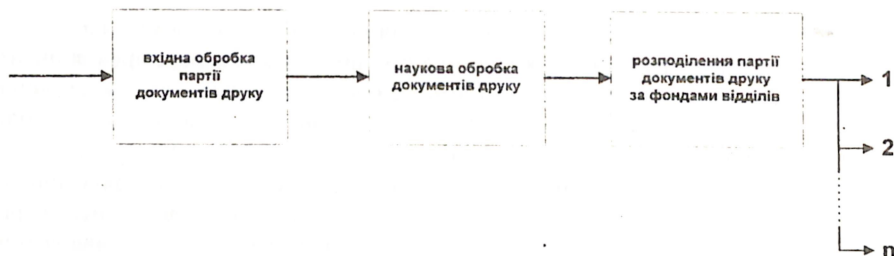 вхідна обробка
партії
документів друку
наукова обробка
документів друку
розподілення партії
документів друку
за фондами відділів
1
2
n